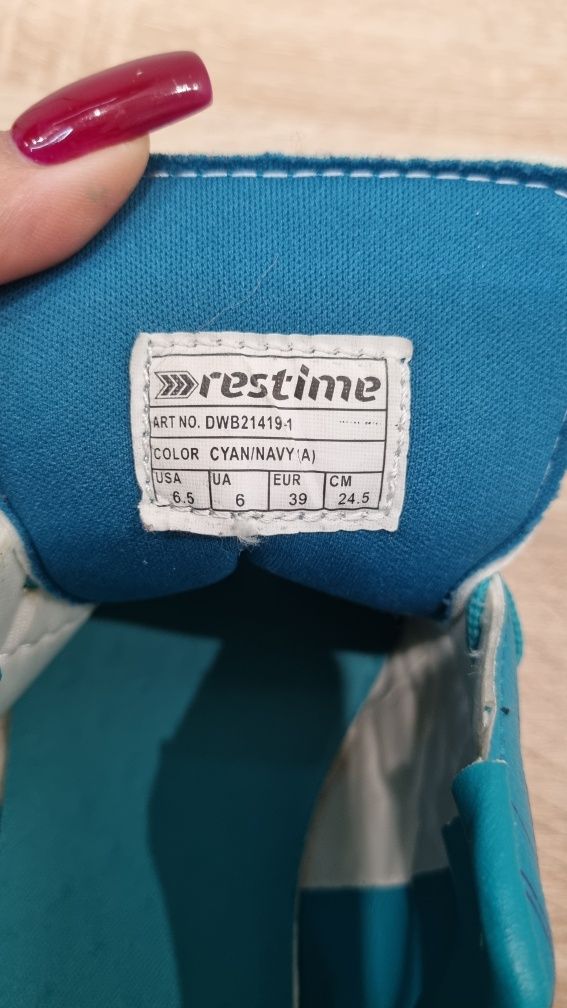 restime
ART NO. DWB21419-1
COLOR CYAN/NAVY(A)
USA UA EUR CM
6.5 6 39 24.5